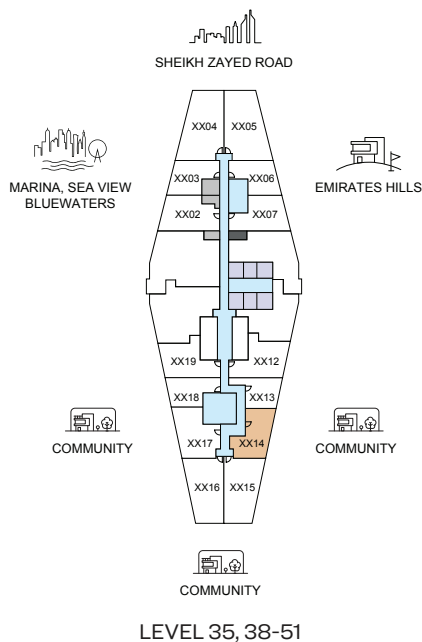 SHEIKH ZAYED ROAD
XX04 XX05
MARINA, SEA VIEW
BLUEWATERS
XX03 XX06
EMIRATES HILLS
XX02 XX07
XX19 XX12
XX18 XX13
COMMUNITY
XX17 XX14
COMMUNITY
XX16 XX15
COMMUNITY
LEVEL 35, 38-51